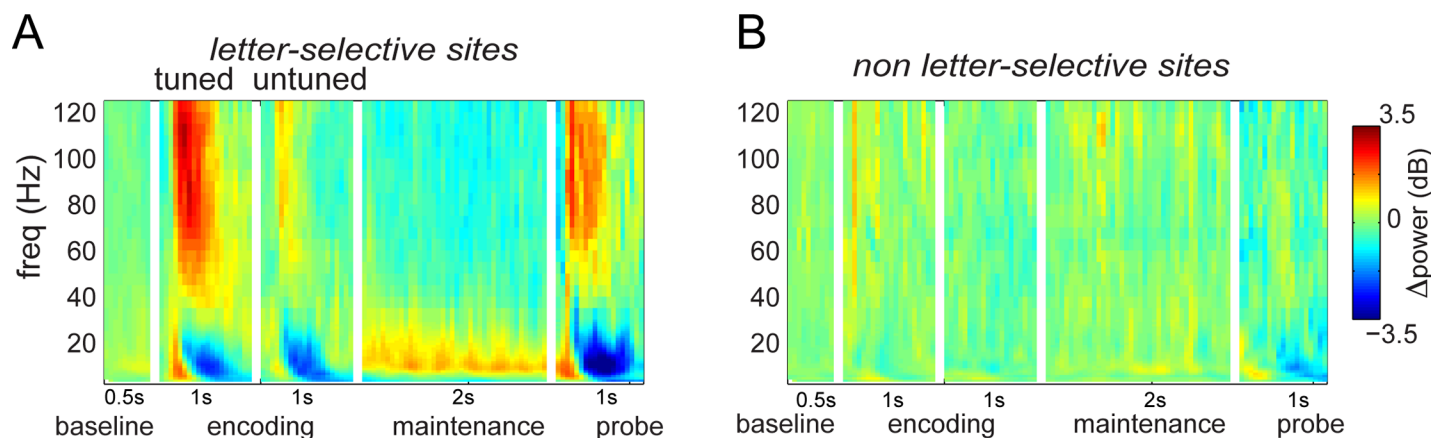 A
letter-selective sites
tuned untuned
freq (Hz)
120
100
80
60
40
20
0.5s 1s 1s 2s 1s
baseline encoding maintenance probe
B
non letter-selective sites
120
100
80
60
40
20
0.5s 1s 1s 2s 1s
baseline encoding maintenance probe
3.5
0
−3.5
Δpower (dB)